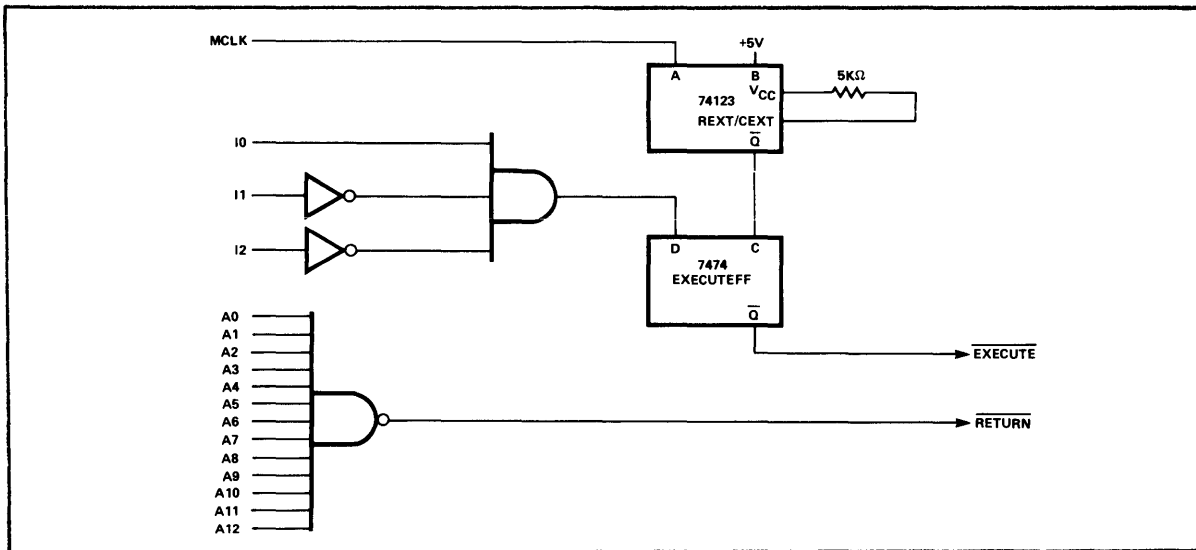 MCLK
+5V
A
B
VCC
5KΩ
74123
REXT/CEXT
Q̅
I0
I1
I2
D
C
7474
EXECUTEFF
Q̅
EXECUTE
A0
A1
A2
A3
A4
A5
A6
A7
A8
A9
A10
A11
A12
RETURN